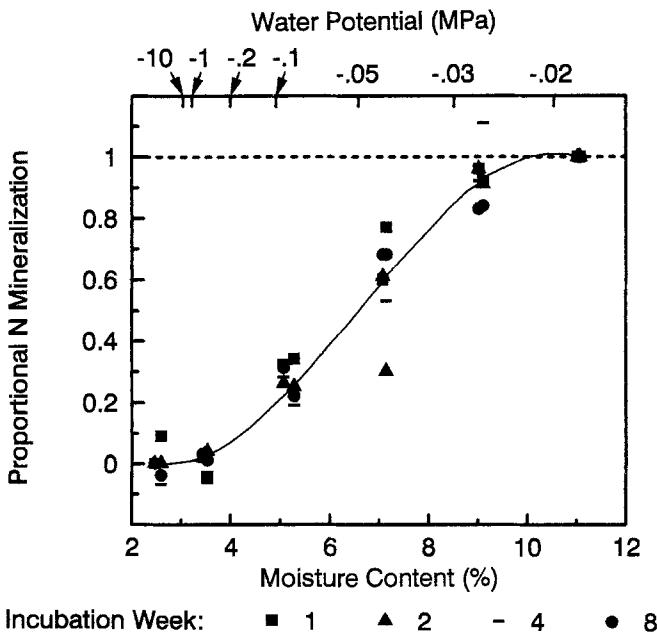 Water Potential (MPa)
-10 -1 -.2 -.1 -.05 -.03 -.02
Proportional N Mineralization
1
0.8
0.6
0.4
0.2
0
2 4 6 8 10 12
Moisture Content (%)
Incubation Week: 1 2 4 8